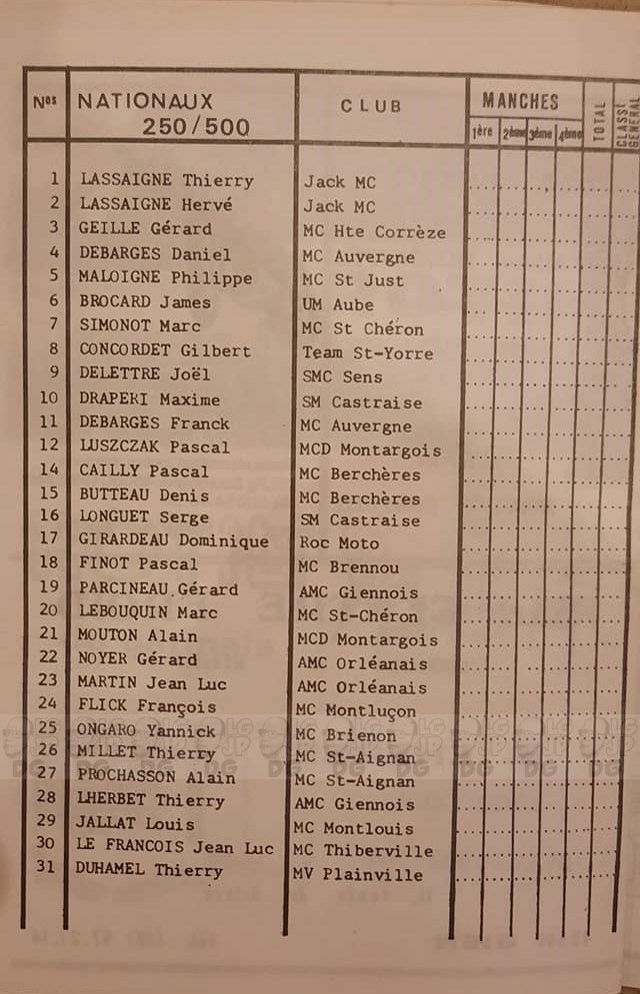 Nos NATIONAUX 250/500 CLUB MANCHES TOTAL CLASSt GENERAL
1ère 2ème 3ème 4ème
1 LASSAIGNE Thierry Jack MC
2 LASSAIGNE Hervé Jack MC
3 GEILLE Gérard MC Hte Corrèze
4 DEBARGES Daniel MC Auvergne
5 MALOIGNE Philippe MC St Just
6 BROCARD James UM Aube
7 SIMONOT Marc MC St Chéron
8 CONCORDET Gilbert Team St-Yorre
9 DELETTRE Joël SMC Sens
10 DRAPERI Maxime SM Castraise
11 DEBARGES Franck MC Auvergne
12 LUSZCZAK Pascal MCD Montargois
14 CAILLY Pascal MC Berchères
15 BUTTEAU Denis MC Berchères
16 LONGUET Serge SM Castraise
17 GIRARDEAU Dominique Roc Moto
18 FINOT Pascal MC Brennou
19 PARCINEAU Gérard AMC Giennois
20 LEBOUQUIN Marc MC St-Chéron
21 MOUTON Alain MCD Montargois
22 NOYER Gérard AMC Orléanais
23 MARTIN Jean Luc AMC Orléanais
24 FLICK François MC Montluçon
25 ONGARO Yannick MC Brienon
26 MILLET Thierry MC St-Aignan
27 PROCHASSON Alain MC St-Aignan
28 LHERBET Thierry AMC Giennois
29 JALLAT Louis MC Montlouis
30 LE FRANCOIS Jean Luc MC Thiberville
31 DUHAMEL Thierry MV Plainville